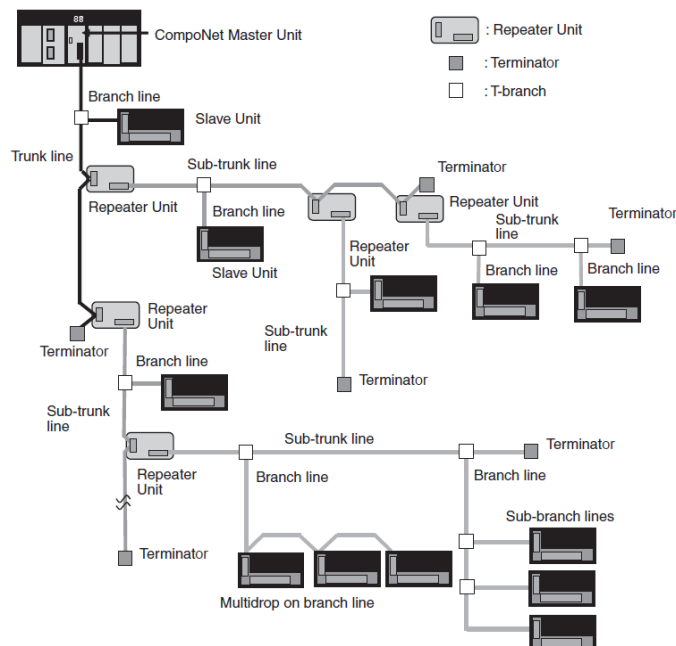 88
CompoNet Master Unit
: Repeater Unit
: Terminator
: T-branch
Branch line
Slave Unit
Trunk line
Sub-trunk line
Terminator
Repeater Unit
Branch line
Slave Unit
Repeater Unit
Sub-trunk
line
Terminator
Repeater
Unit
Branch line
Branch line
Repeater
Unit
Terminator
Sub-trunk
line
Branch line
Terminator
Sub-trunk
line
Sub-trunk line
Terminator
Repeater
Unit
Branch line
Branch line
Sub-branch lines
Terminator
Multidrop on branch line